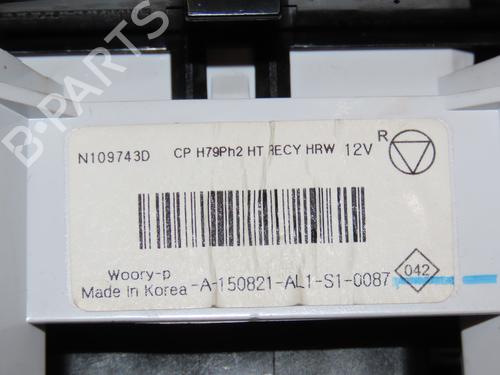 B-PARTS
N109743D CP H79Ph2 HT RECY HRW 12V R
Woory-p
Made In Korea -A-150821-AL1-S1-0087
042